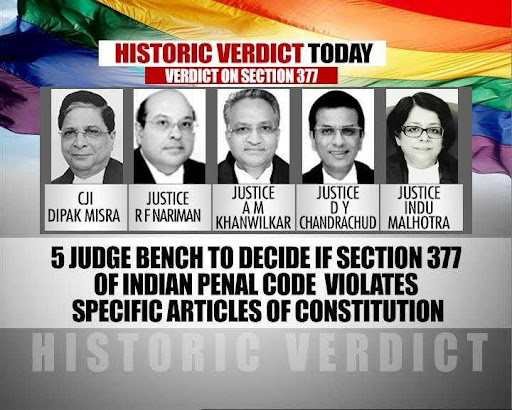 HISTORIC VERDICT TODAY
VERDICT ON SECTION 377
CJI
DIPAK MISRA
JUSTICE
R F NARIMAN
JUSTICE
A M
KHANWILKAR
JUSTICE
D Y
CHANDRACHUD
JUSTICE
INDU
MALHOTRA
5 JUDGE BENCH TO DECIDE IF SECTION 377
OF INDIAN PENAL CODE VIOLATES
SPECIFIC ARTICLES OF CONSTITUTION
HISTORIC VERDICT